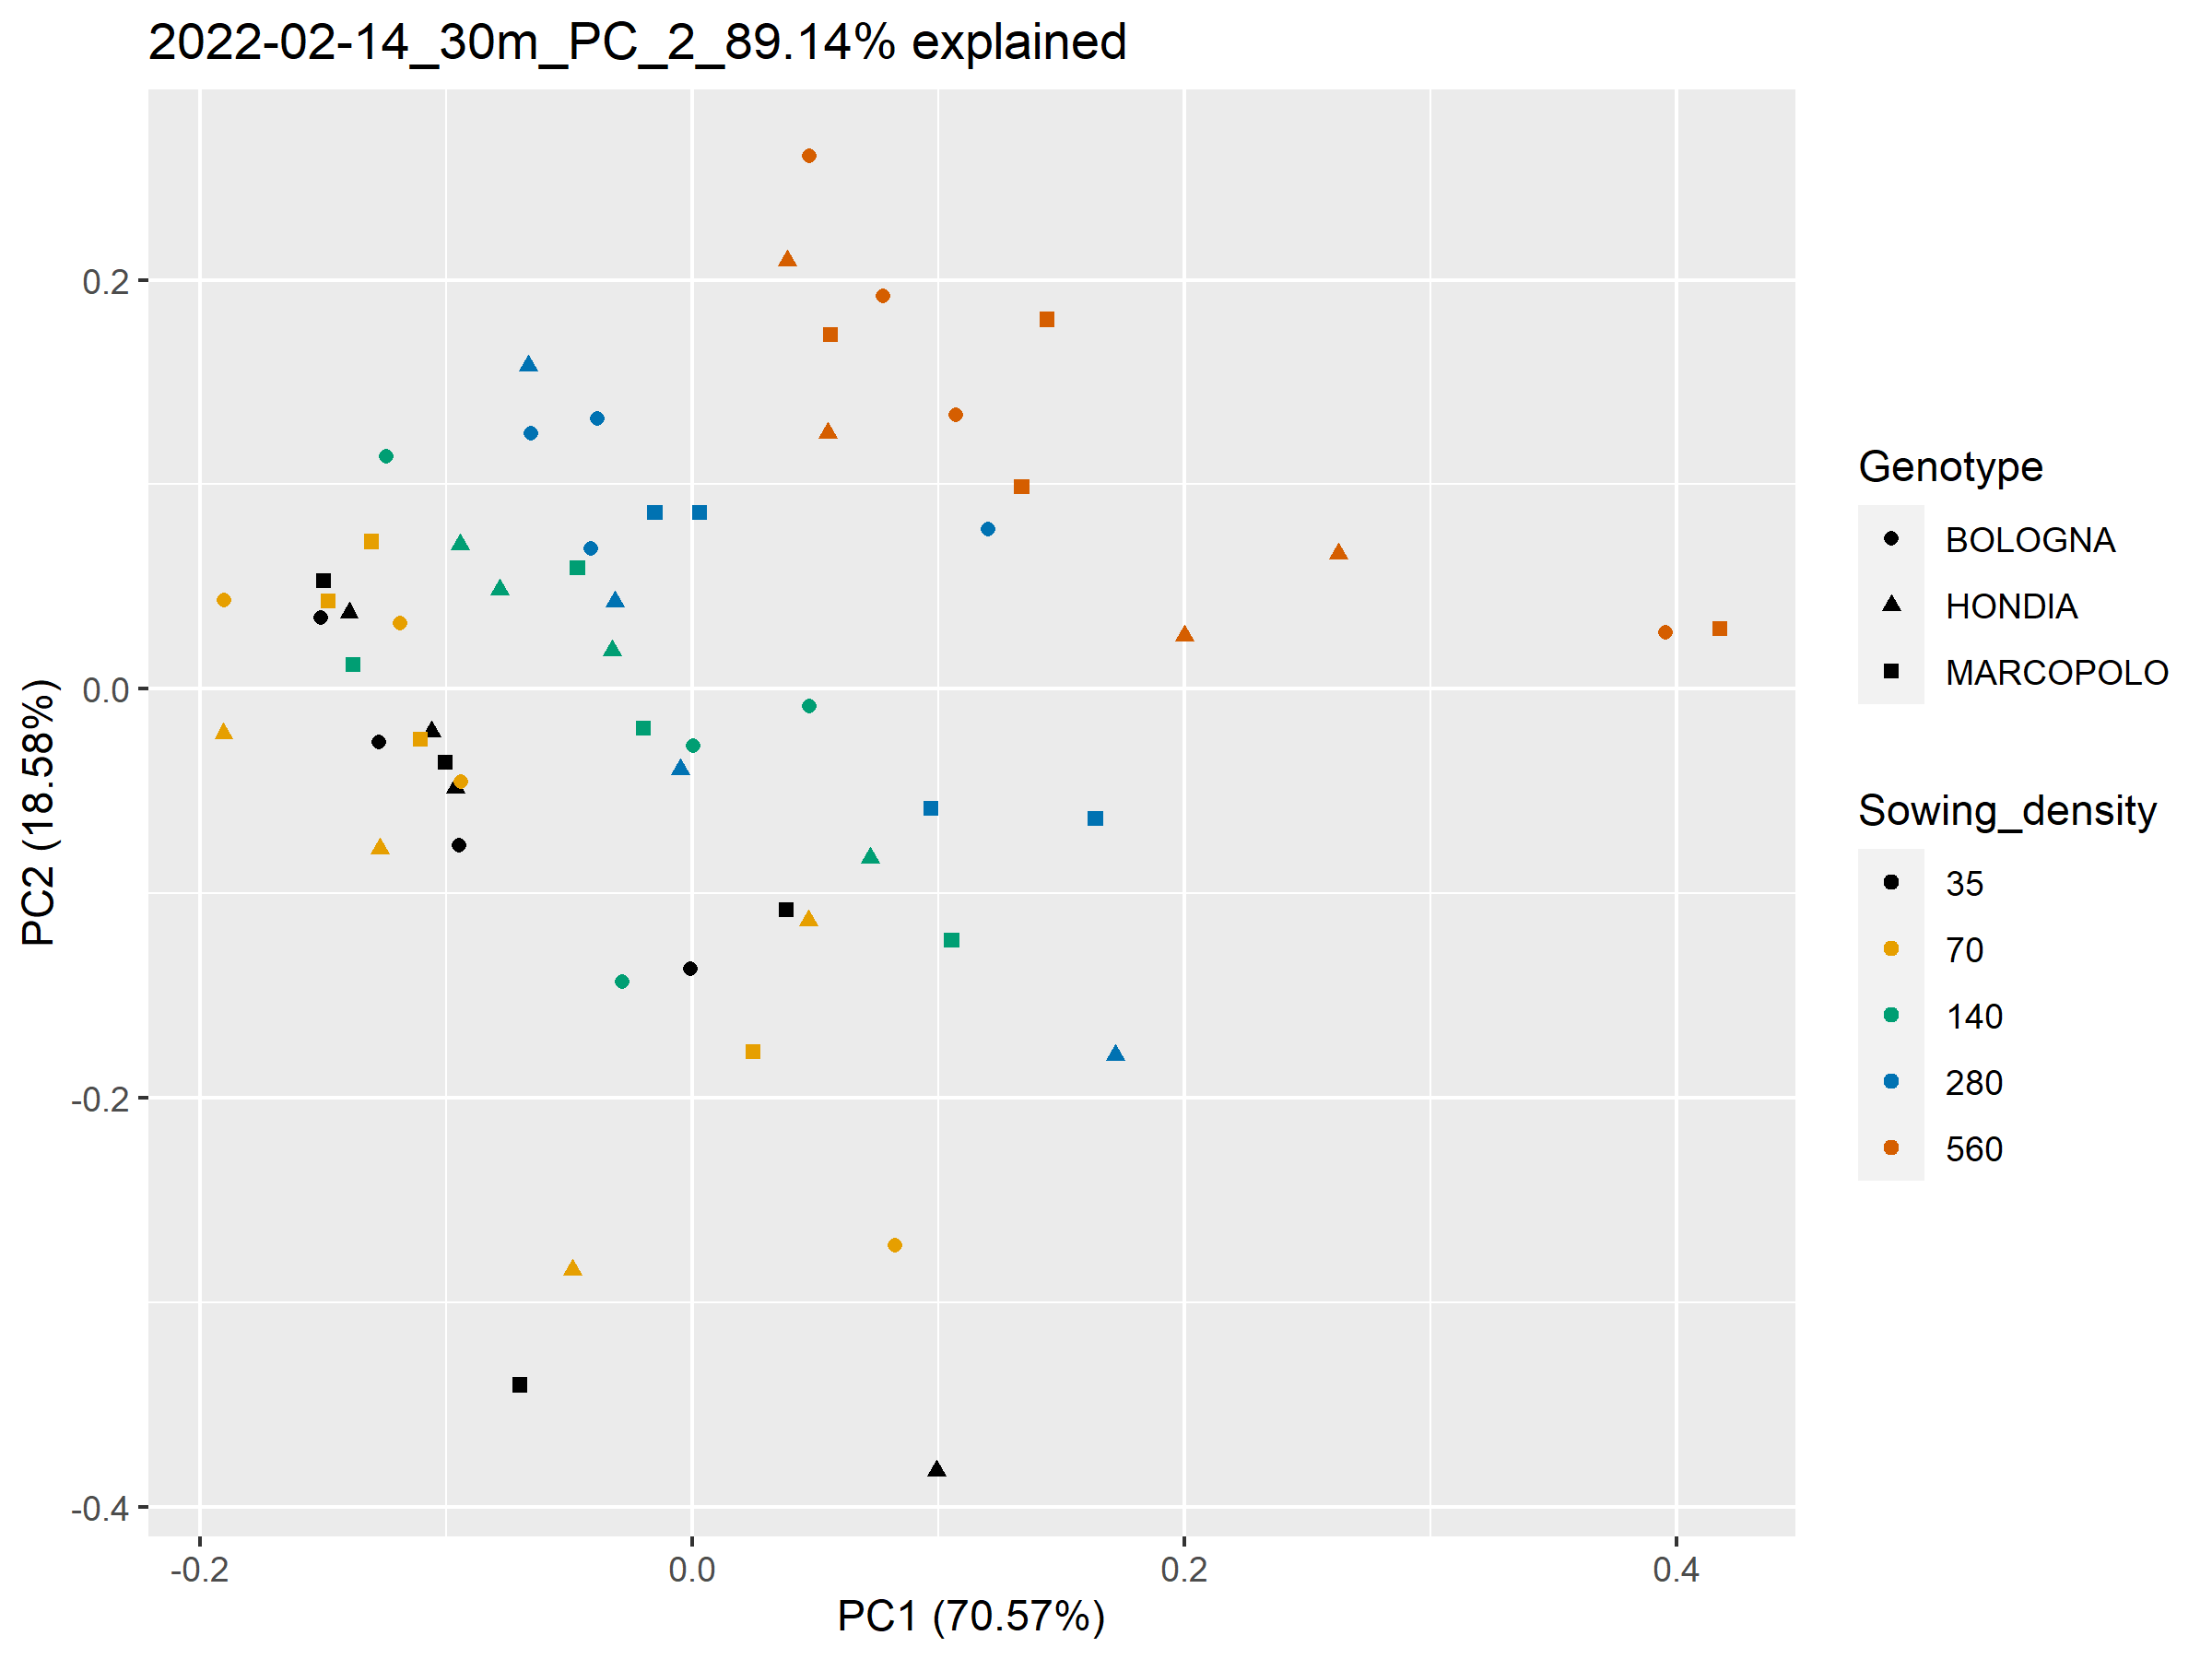 2022-02-14_30m_PC_2_89.14% explained
0.2
0.0
-0.2
-0.4
PC2 (18.58%)
-0.2
0.0
0.2
0.4
PC1 (70.57%)
Genotype
BOLOGNA
HONDIA
MARCOPOLO
Sowing_density
35
70
140
280
560